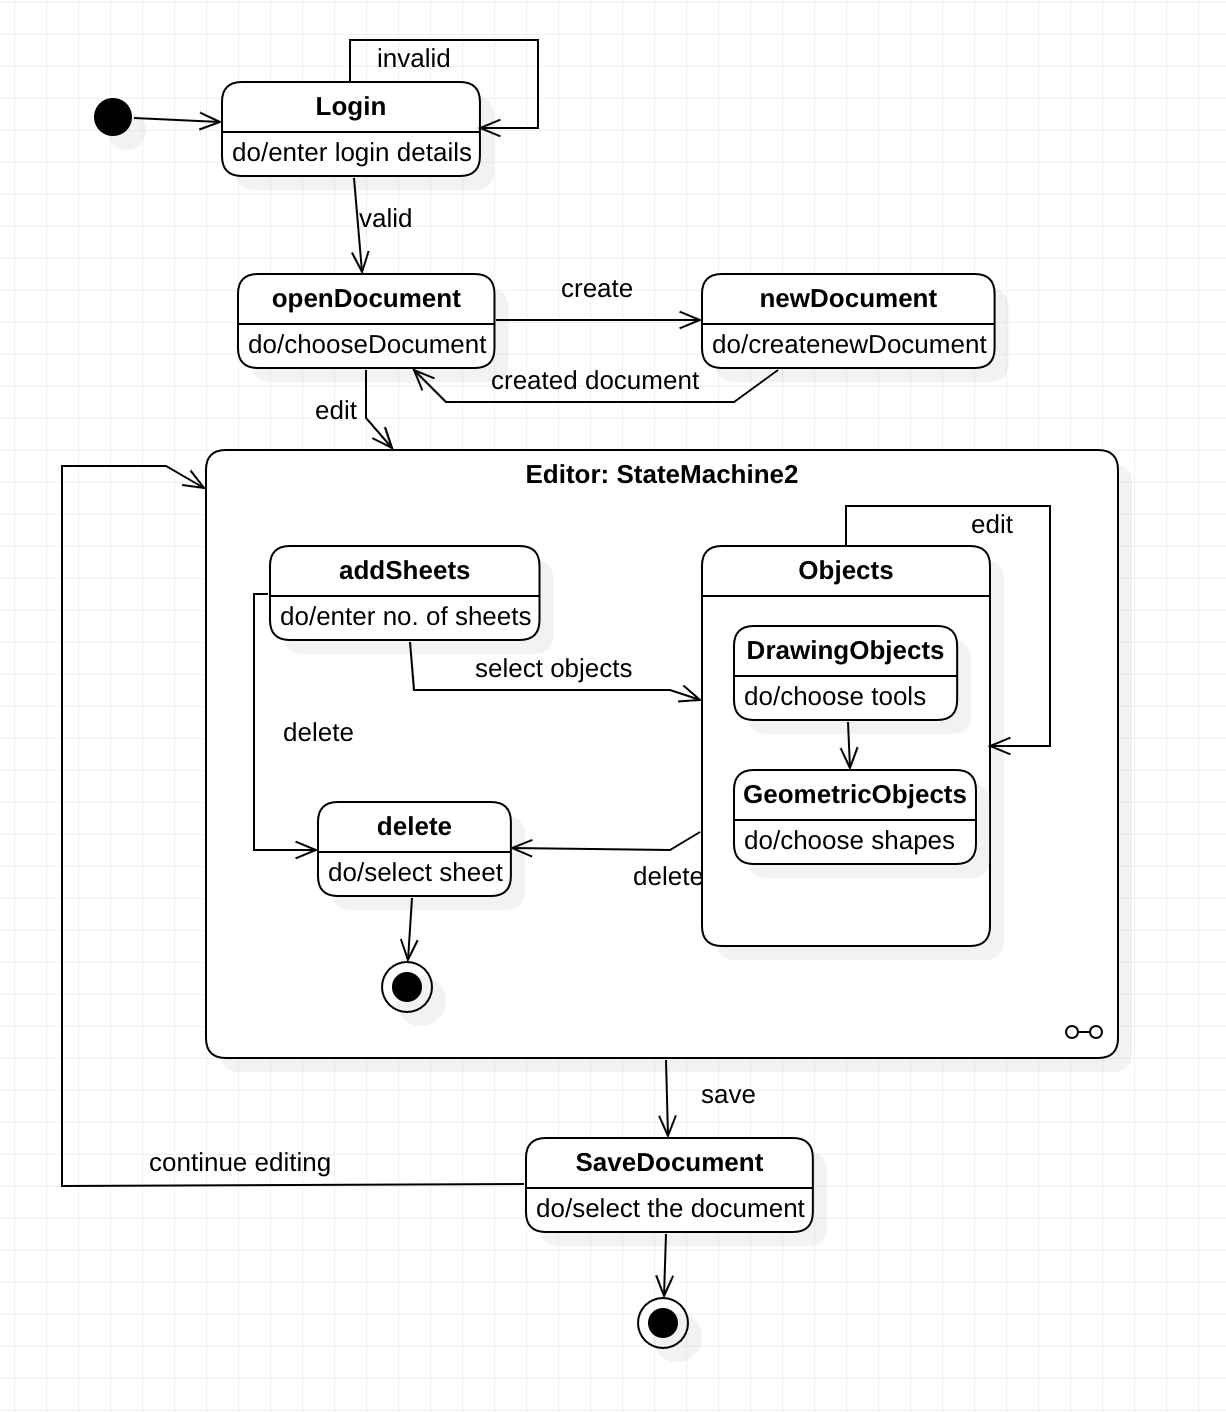 invalid
Login
do/enter login details
valid
create
openDocument
do/chooseDocument
newDocument
do/createnewDocument
created document
edit
Editor: StateMachine2
edit
addSheets
do/enter no. of sheets
Objects
select objects
DrawingObjects
do/choose tools
delete
GeometricObjects
do/choose shapes
delete
do/select sheet
delete
save
continue editing
SaveDocument
do/select the document